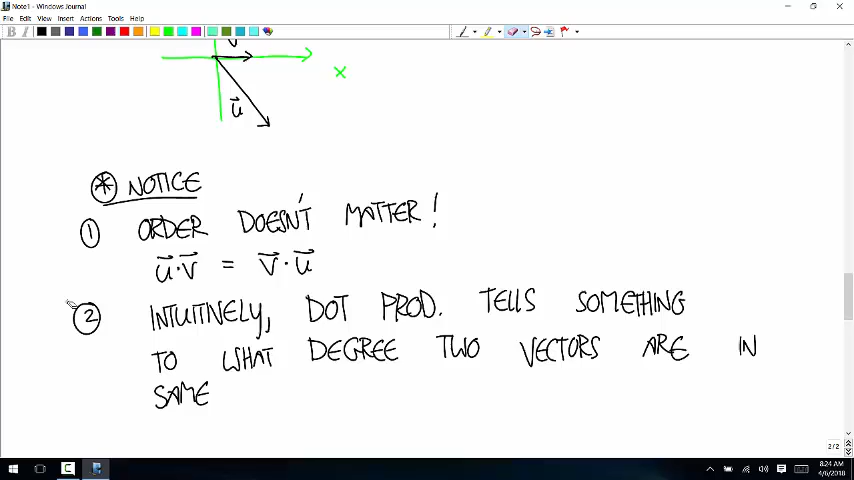 Note1 - Windows Journal
File Edit View Insert Actions Tools Help
B
V⃗
x
u⃗
* NOTICE
① ORDER DOESN'T MATTER!
u⃗·v⃗ = v⃗·u⃗
② INTUITINELY, DOT PROD. TELLS SOMETHING
TO WHAT DEGREE TWO VECTORS ARE IN
SAME
2/2
8:24 AM
4/6/2018